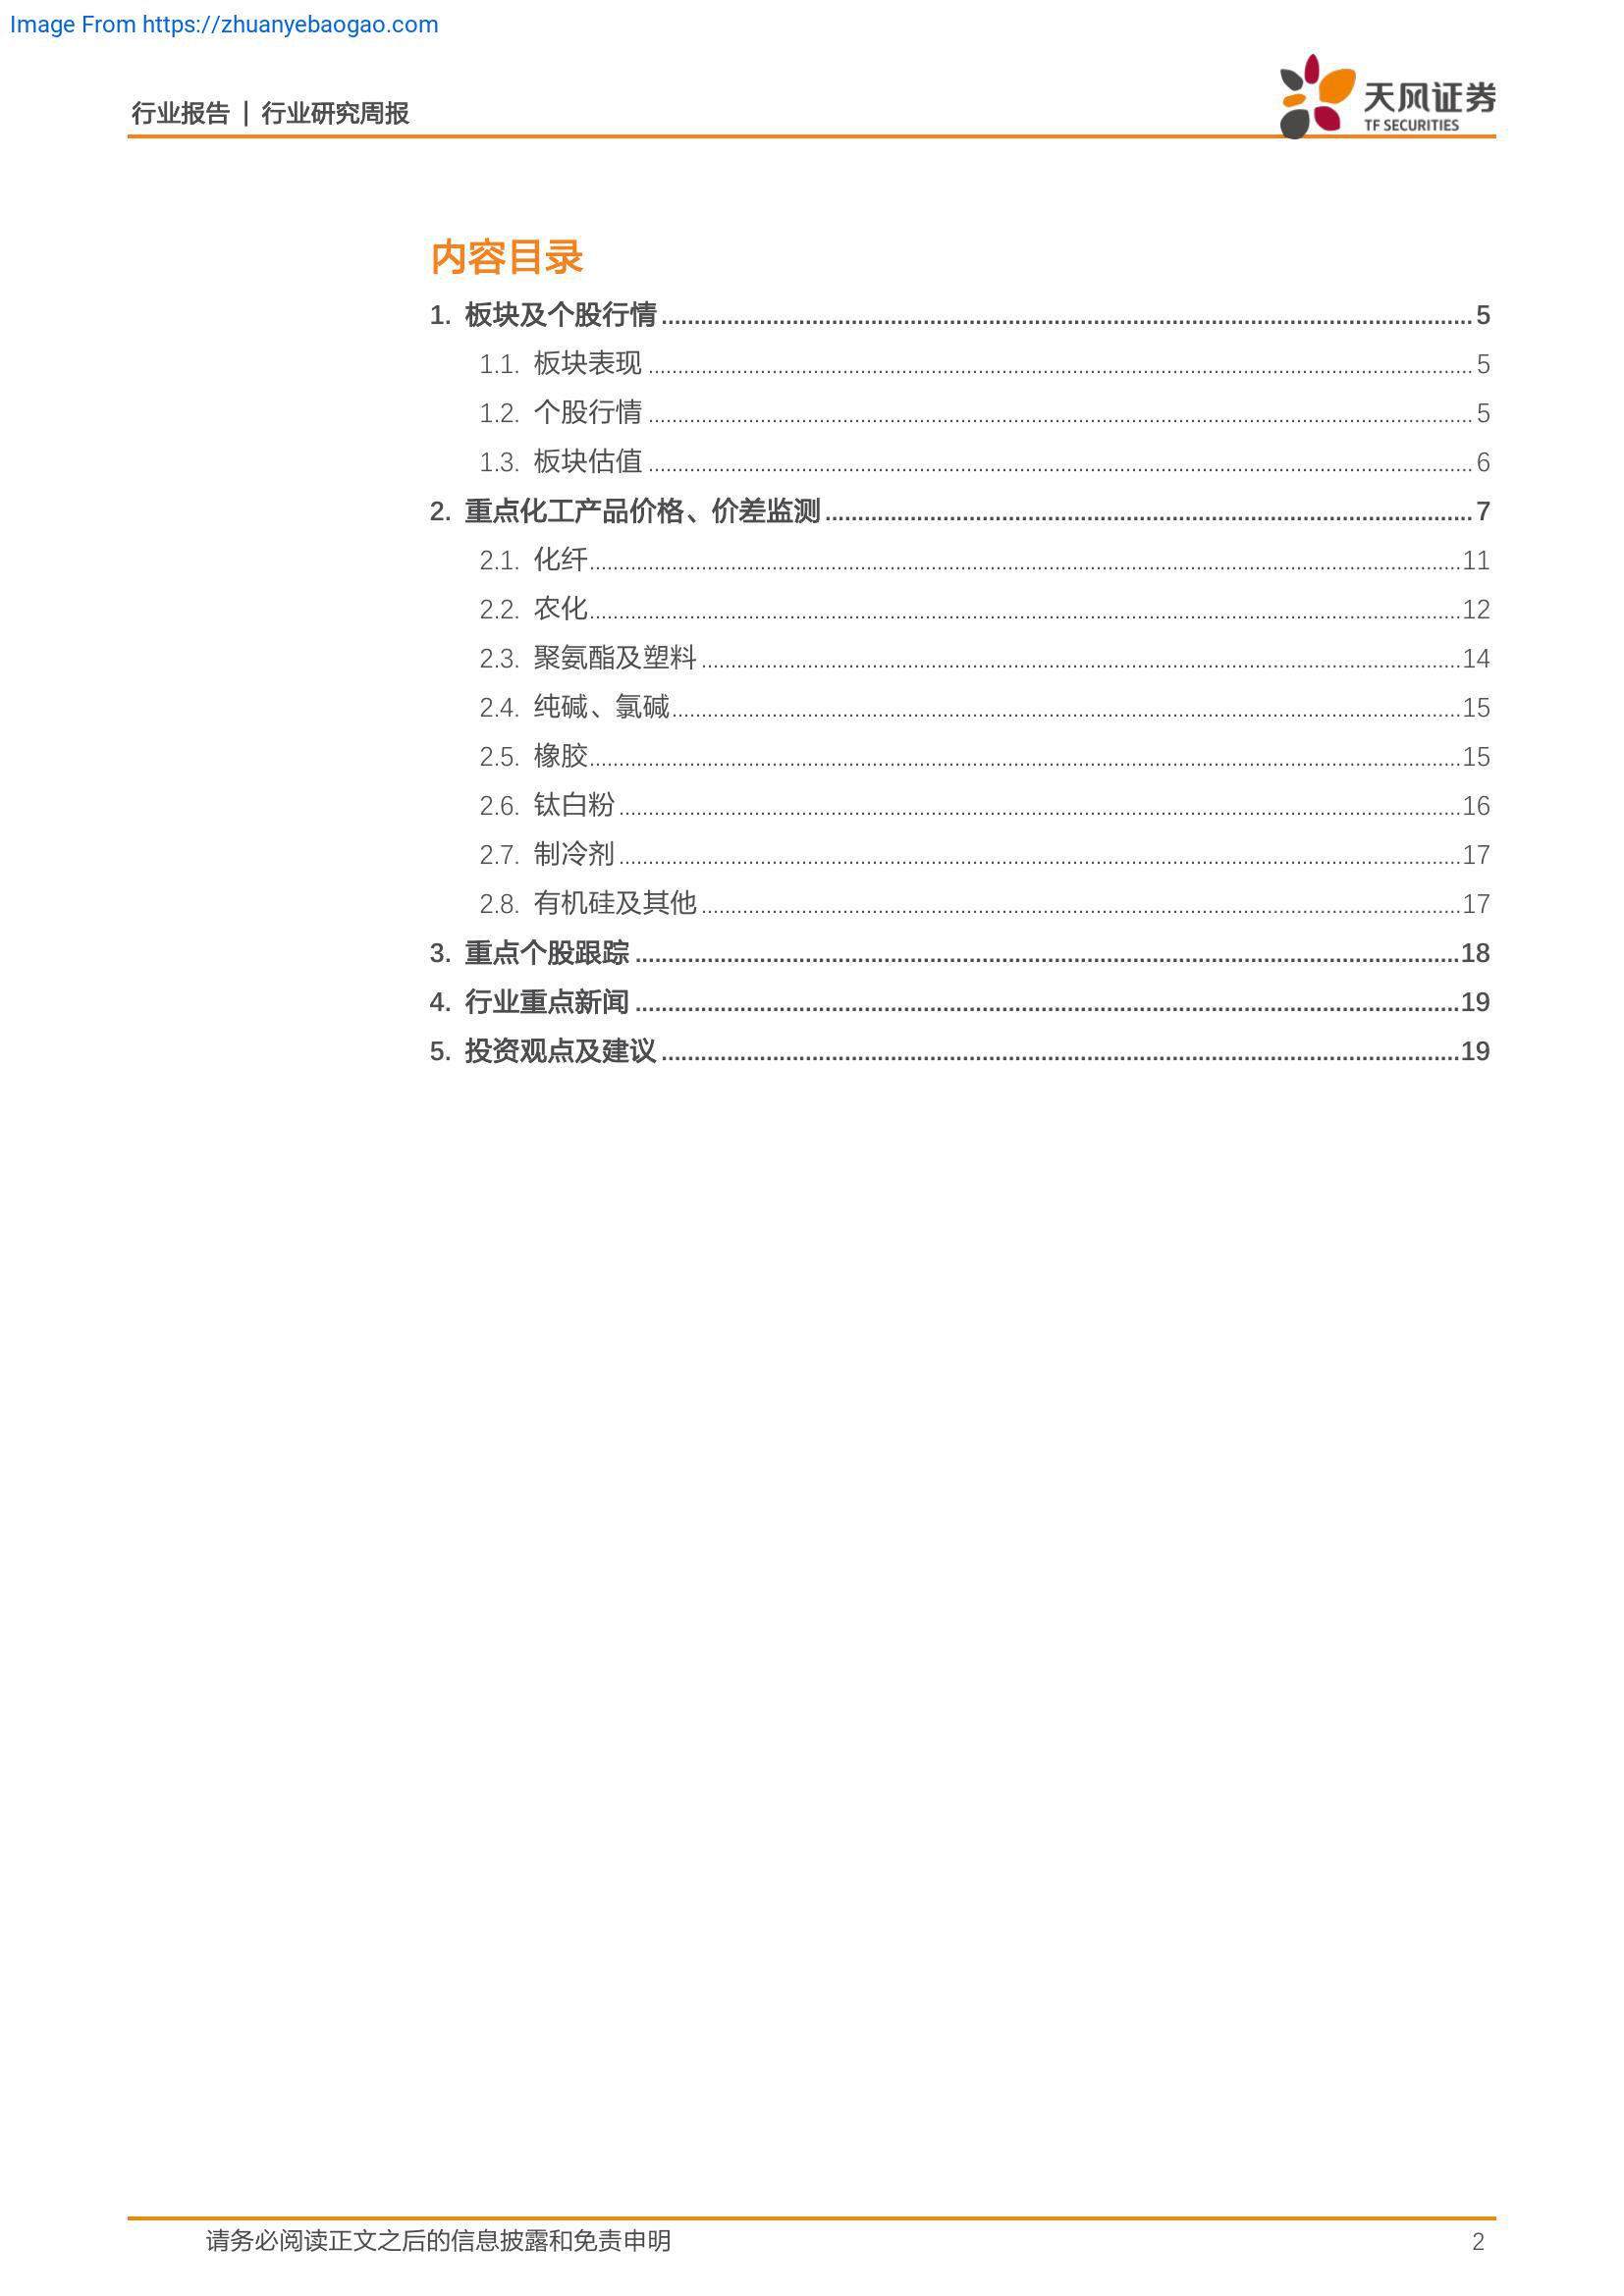 Image From https://zhuanyebaogao.com
行业报告 | 行业研究周报
天风证券
TF SECURITIES
内容目录
1. 板块及个股行情 5
1.1. 板块表现 5
1.2. 个股行情 5
1.3. 板块估值 6
2. 重点化工产品价格、价差监测 7
2.1. 化纤 11
2.2. 农化 12
2.3. 聚氨酯及塑料 14
2.4. 纯碱、氯碱 15
2.5. 橡胶 15
2.6. 钛白粉 16
2.7. 制冷剂 17
2.8. 有机硅及其他 17
3. 重点个股跟踪 18
4. 行业重点新闻 19
5. 投资观点及建议 19
请务必阅读正文之后的信息披露和免责申明 2